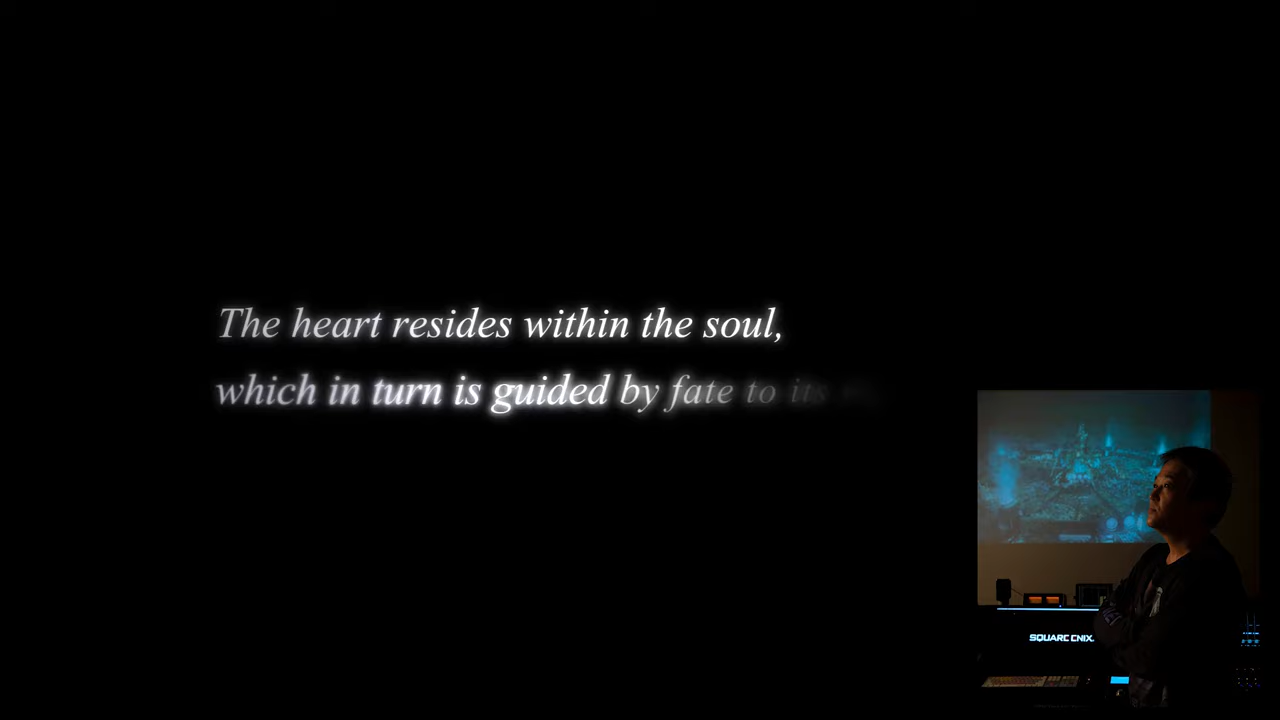 The heart resides within the soul,
which in turn is guided by fate to its
SQUARE ENIX